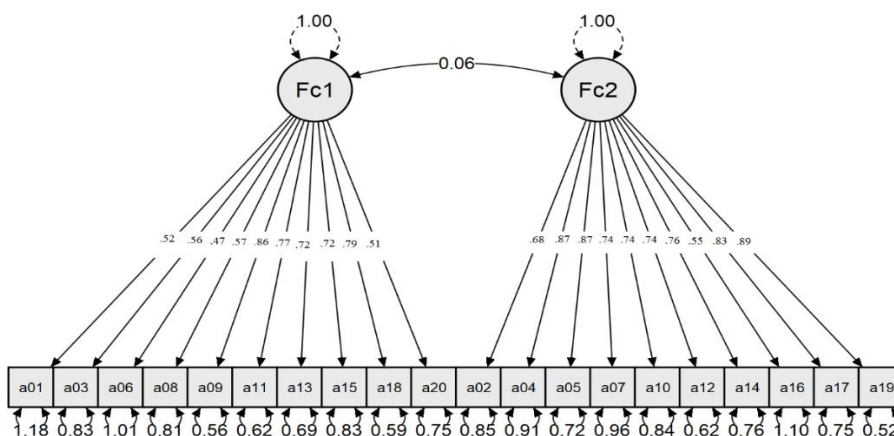 1.00 1.00
0.06
Fc1 Fc2
.52 .56 .47 .57 .86 .77 .72 .72 .79 .51 .68 .87 .87 .74 .74 .74 .76 .55 .83 .89
a01 a03 a06 a08 a09 a11 a13 a15 a18 a20 a02 a04 a05 a07 a10 a12 a14 a16 a17 a19
1.18 0.83 1.01 0.81 0.56 0.62 0.69 0.83 0.59 0.75 0.85 0.91 0.72 0.96 0.84 0.62 0.76 1.10 0.75 0.52